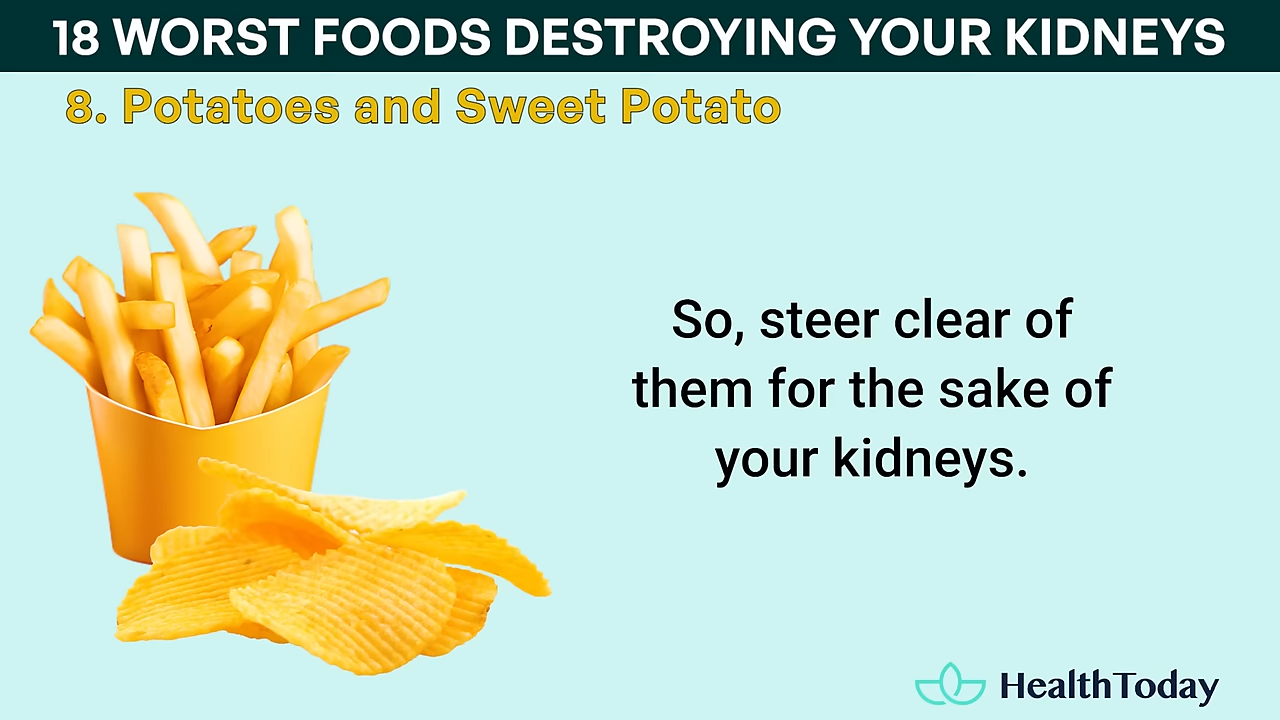 18 WORST FOODS DESTROYING YOUR KIDNEYS
8. Potatoes and Sweet Potato
So, steer clear of
them for the sake of
your kidneys.
HealthToday